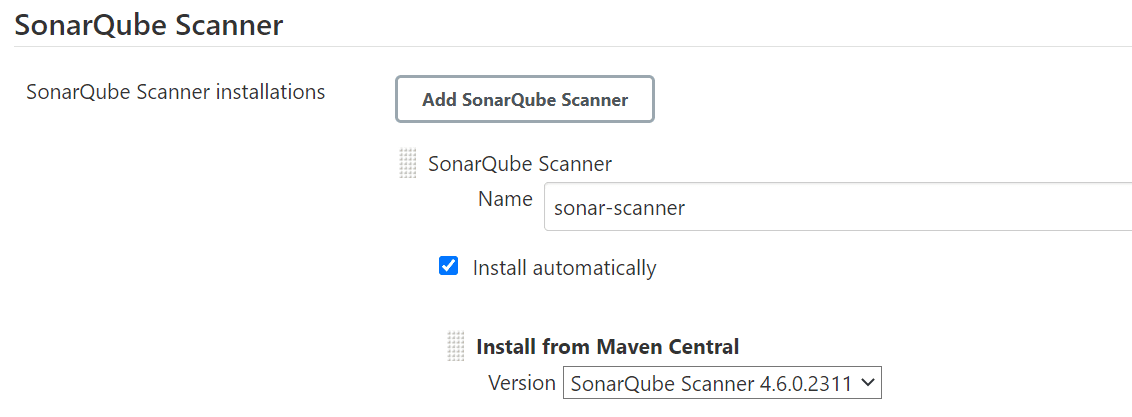 SonarQube Scanner
SonarQube Scanner installations
Add SonarQube Scanner
SonarQube Scanner
Name
sonar-scanner
Install automatically
Install from Maven Central
Version
SonarQube Scanner 4.6.0.2311